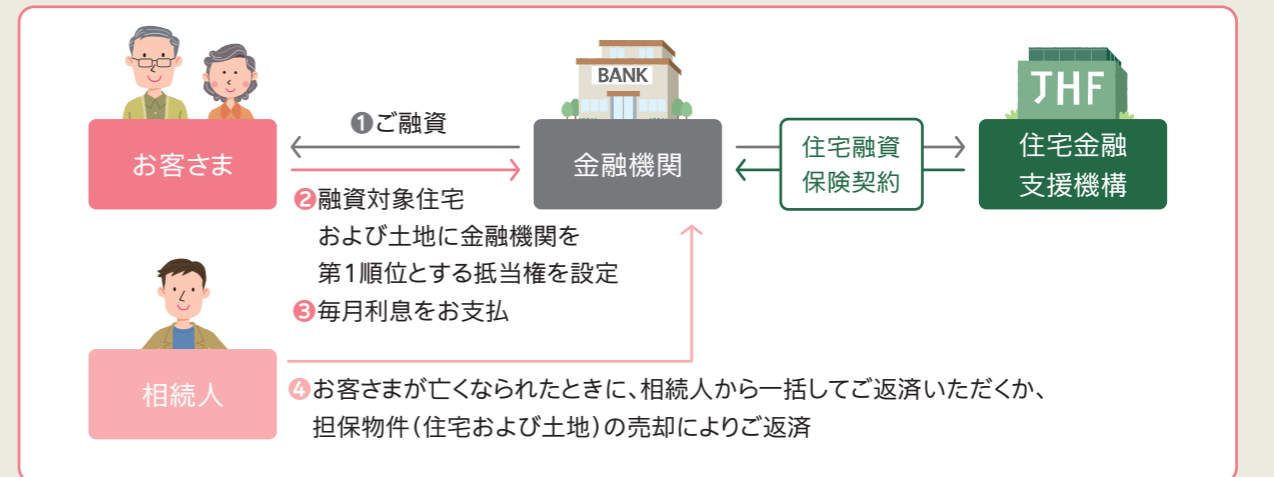 BANK
JHF
お客さま
❶ご融資
金融機関
住宅融資
保険契約
住宅金融
支援機構
❷融資対象住宅
および土地に金融機関を
第1順位とする抵当権を設定
❸毎月利息をお支払
相続人
❹お客さまが亡くなられたときに、相続人から一括してご返済いただくか、
担保物件（住宅および土地）の売却によりご返済